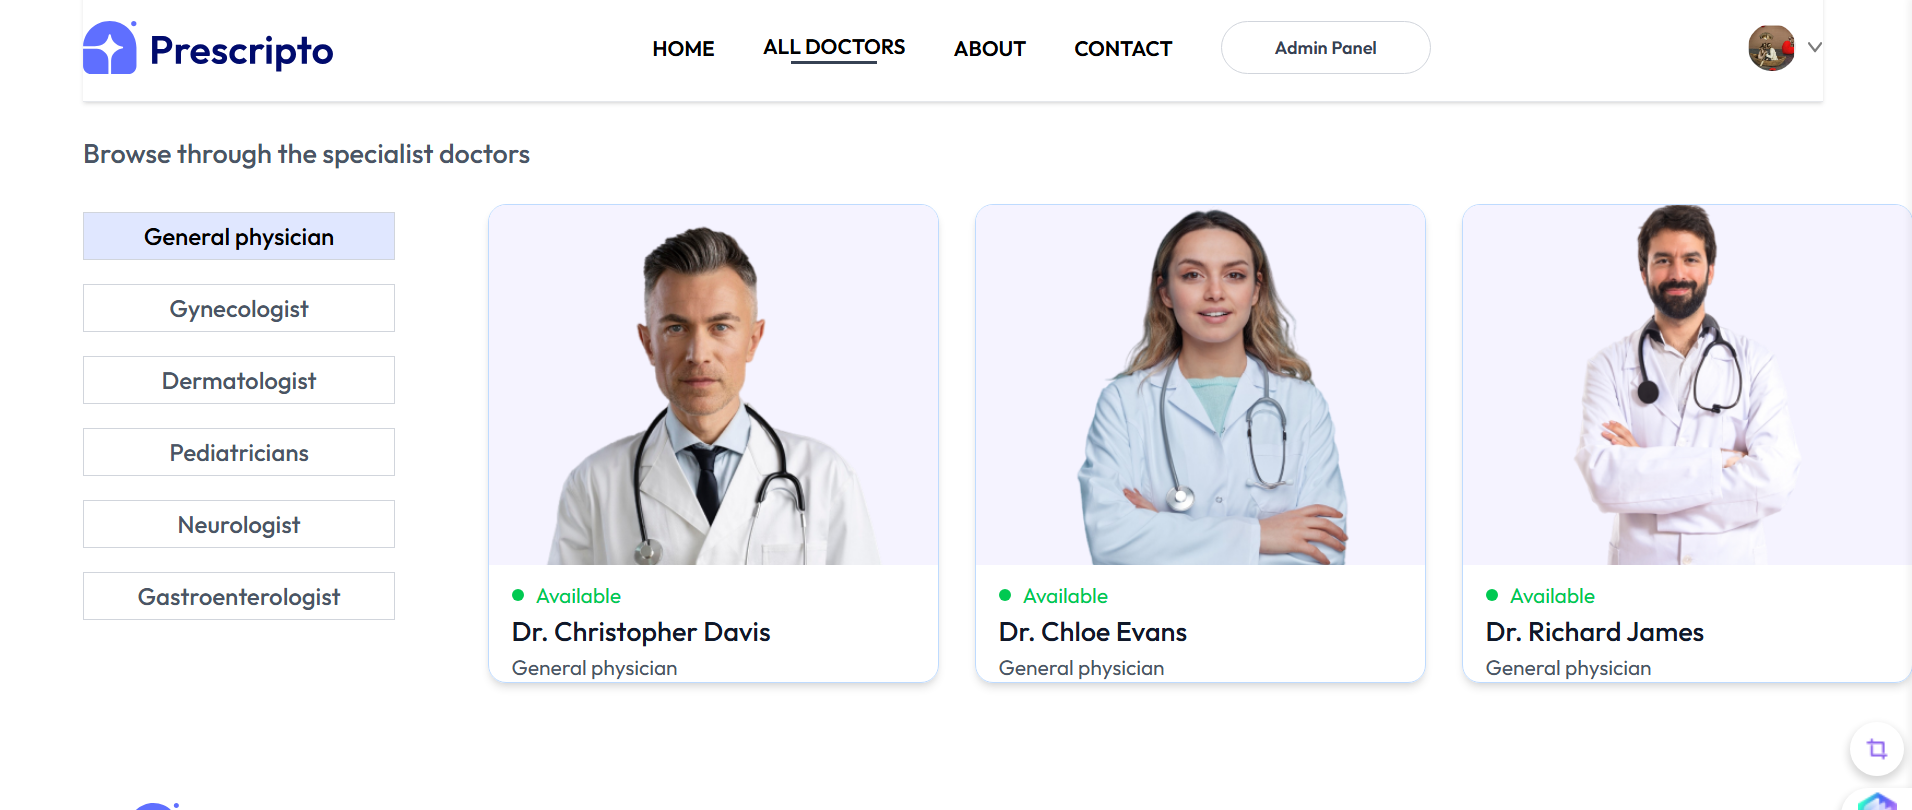 Prescripto
HOME
ALL DOCTORS
ABOUT
CONTACT
Admin Panel
Browse through the specialist doctors
General physician
Gynecologist
Dermatologist
Pediatricians
Neurologist
Gastroenterologist
Available
Dr. Christopher Davis
General physician
Available
Dr. Chloe Evans
General physician
Available
Dr. Richard James
General physician